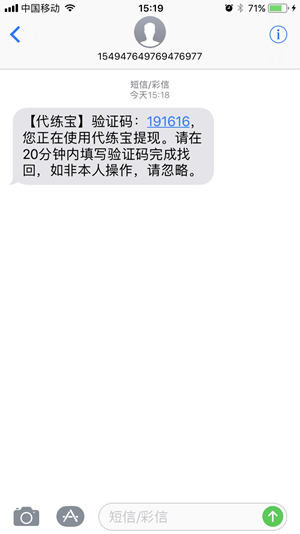 中国移动 15:19 71%
154947649769476977
短信/彩信
今天15:18
【代练宝】验证码：191616，
您正在使用代练宝提现。请在
20分钟内填写验证码完成找
回，如非本人操作，请忽略。
短信/彩信